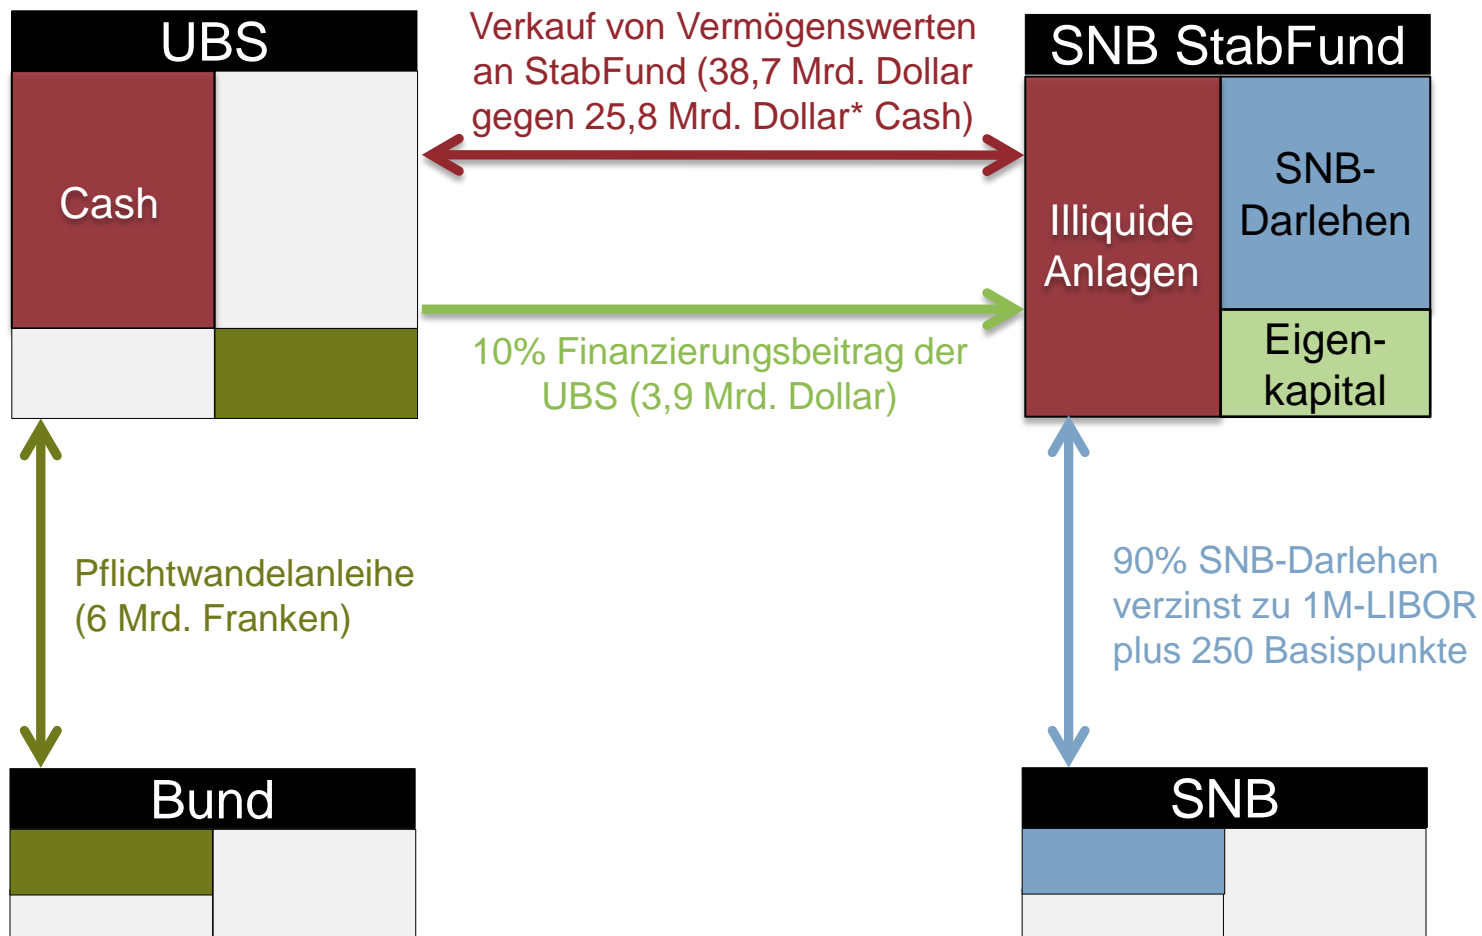 UBS
Verkauf von Vermögenswerten
an StabFund (38,7 Mrd. Dollar
gegen 25,8 Mrd. Dollar* Cash)
SNB StabFund
Cash
Illiquide
Anlagen
SNB-
Darlehen
Eigen-
kapital
10% Finanzierungsbeitrag der
UBS (3,9 Mrd. Dollar)
Pflichtwandelanleihe
(6 Mrd. Franken)
90% SNB-Darlehen
verzinst zu 1M-LIBOR
plus 250 Basispunkte
Bund
SNB